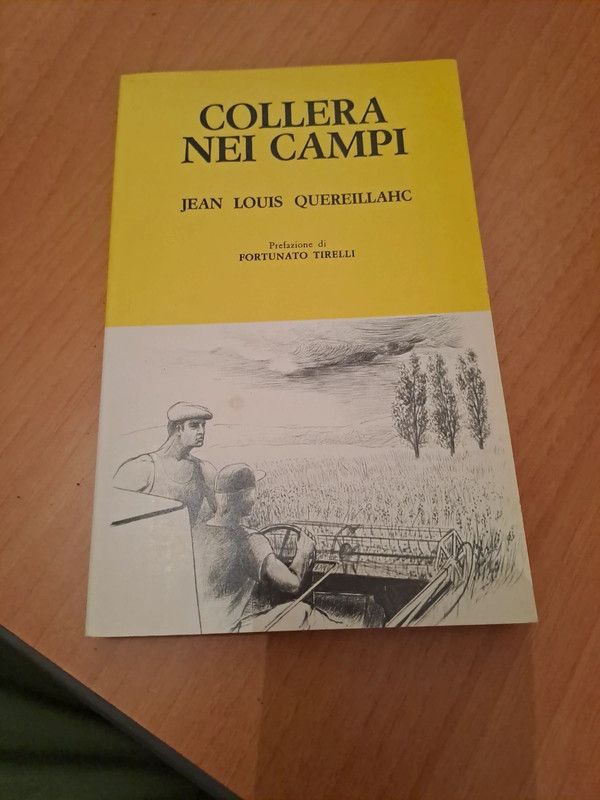 COLLERA
NEI CAMPI
JEAN LOUIS QUEREILLAHC
Prefazione di
FORTUNATO TIRELLI